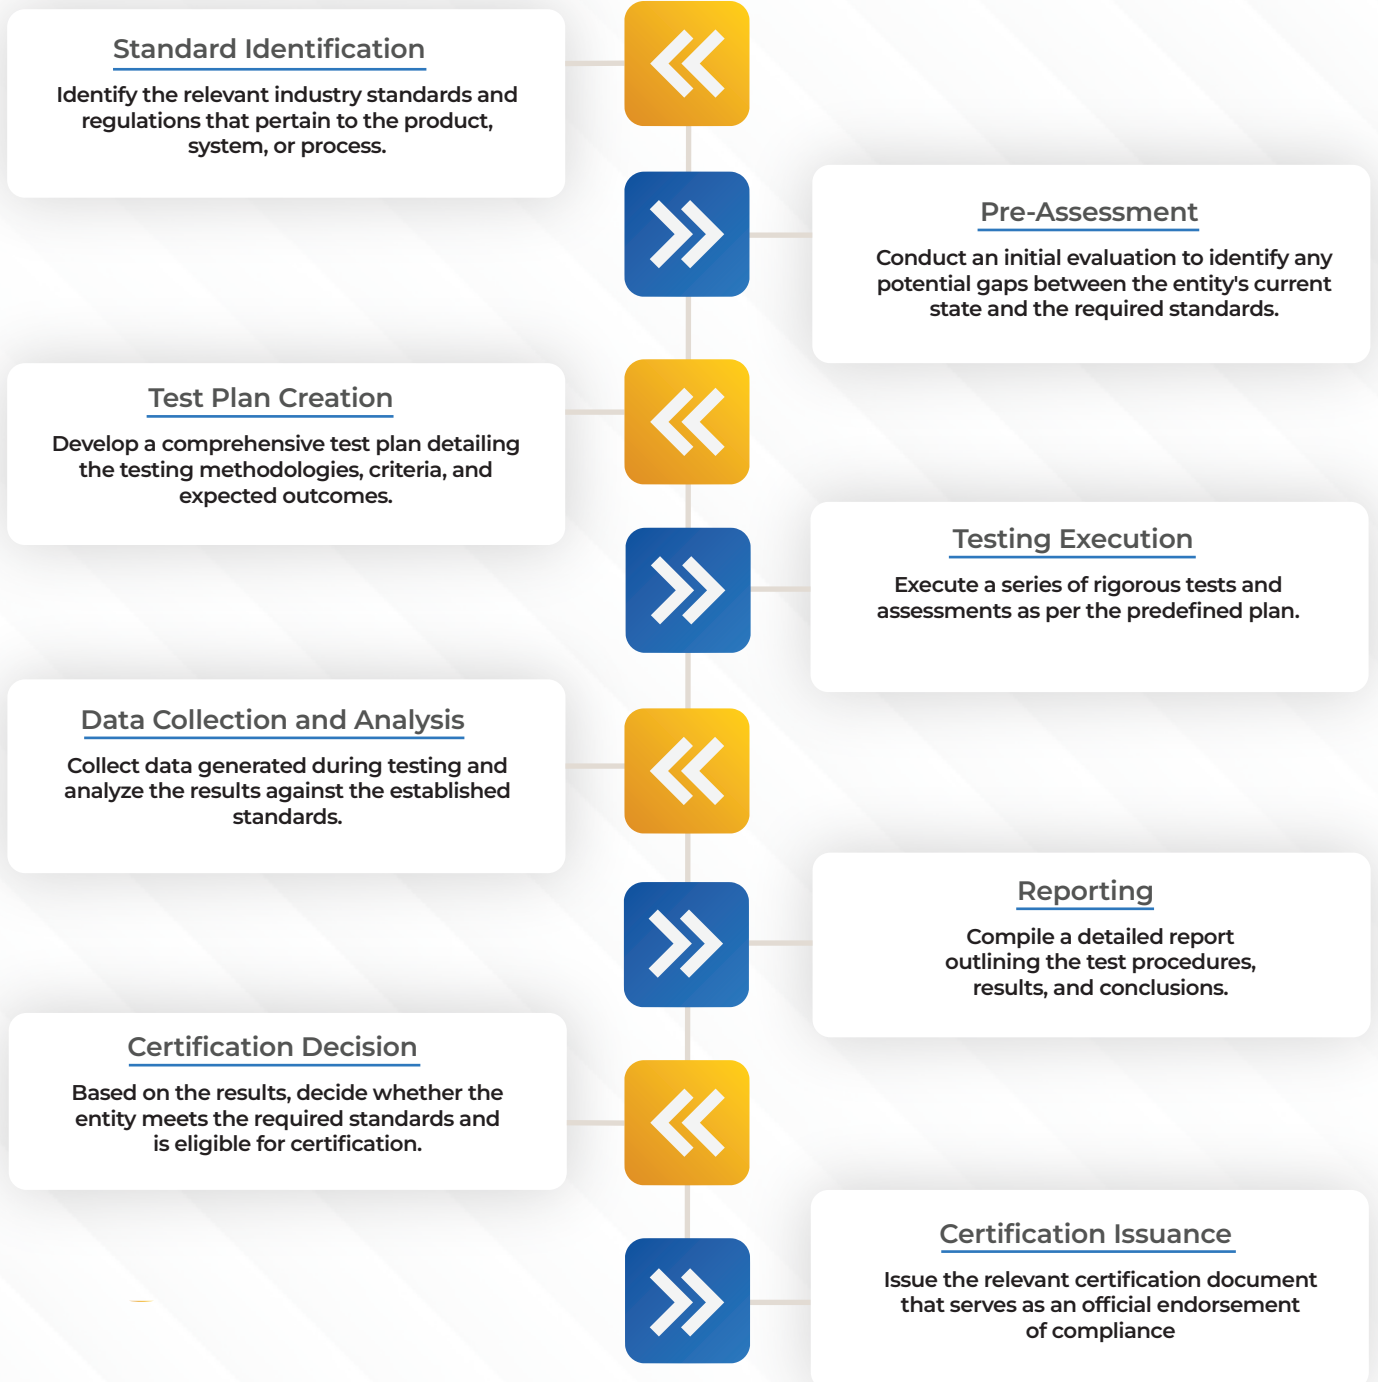 Standard Identification
Identify the relevant industry standards and
regulations that pertain to the product,
system, or process.
Pre-Assessment
Conduct an initial evaluation to identify any
potential gaps between the entity's current
state and the required standards.
Test Plan Creation
Develop a comprehensive test plan detailing
the testing methodologies, criteria, and
expected outcomes.
Testing Execution
Execute a series of rigorous tests and
assessments as per the predefined plan.
Data Collection and Analysis
Collect data generated during testing and
analyze the results against the established
standards.
Reporting
Compile a detailed report
outlining the test procedures,
results, and conclusions.
Certification Decision
Based on the results, decide whether the
entity meets the required standards and
is eligible for certification.
Certification Issuance
Issue the relevant certification document
that serves as an official endorsement
of compliance